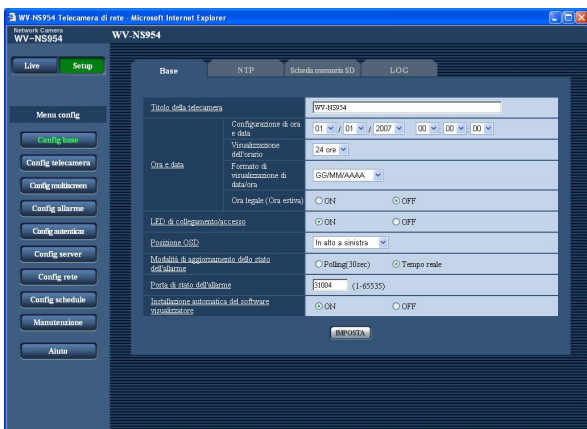 WV-NS954 Telecamera di rete - Microsoft Internet Explorer
Network Camera
WV-NS954
WV-NS954
Live
Setup
Menu config
Config base
Config telecamera
Config multiscreen
Config allarme
Config autenticaz
Config server
Config rete
Config schedule
Manutenzione
Aiuto
Base
NTP
Scheda memoria SD
LOG
Titolo della telecamera
WV-NS954
Ora e data
Configurazione di ora e data
01 / 01 / 2007 00 : 00 : 00
Visualizzazione dell'orario
24 ore
Formato di visualizzazione di data/ora
GG/MM/AAAA
Ora legale (Ora estiva)
ON OFF
LED di collegamento/accesso
ON OFF
Posizione OSD
In alto a sinistra
Modalità di aggiornamento dello stato dell'allarme
Polling(30sec) Tempo reale
Porta di stato dell'allarme
31004 (1-65535)
Installazione automatica del software visualizzatore
ON OFF
IMPOSTA